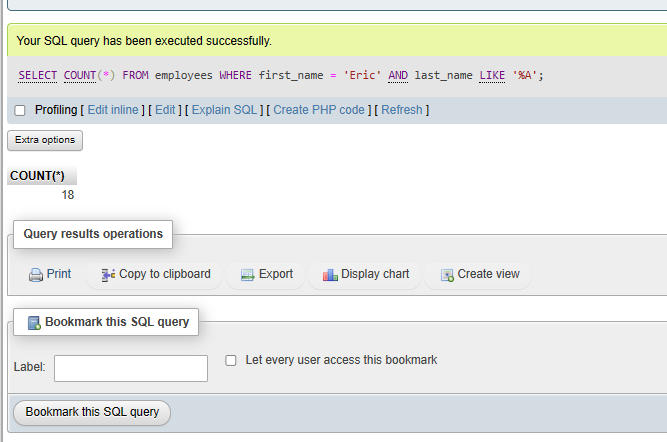 Your SQL query has been executed successfully.
SELECT COUNT(*) FROM employees WHERE first_name = 'Eric' AND last_name LIKE '%A';
Profiling [ Edit inline ] [ Edit ] [ Explain SQL ] [ Create PHP code ] [ Refresh ]
Extra options
COUNT(*)
18
Query results operations
Print Copy to clipboard Export Display chart Create view
Bookmark this SQL query
Label: Let every user access this bookmark
Bookmark this SQL query